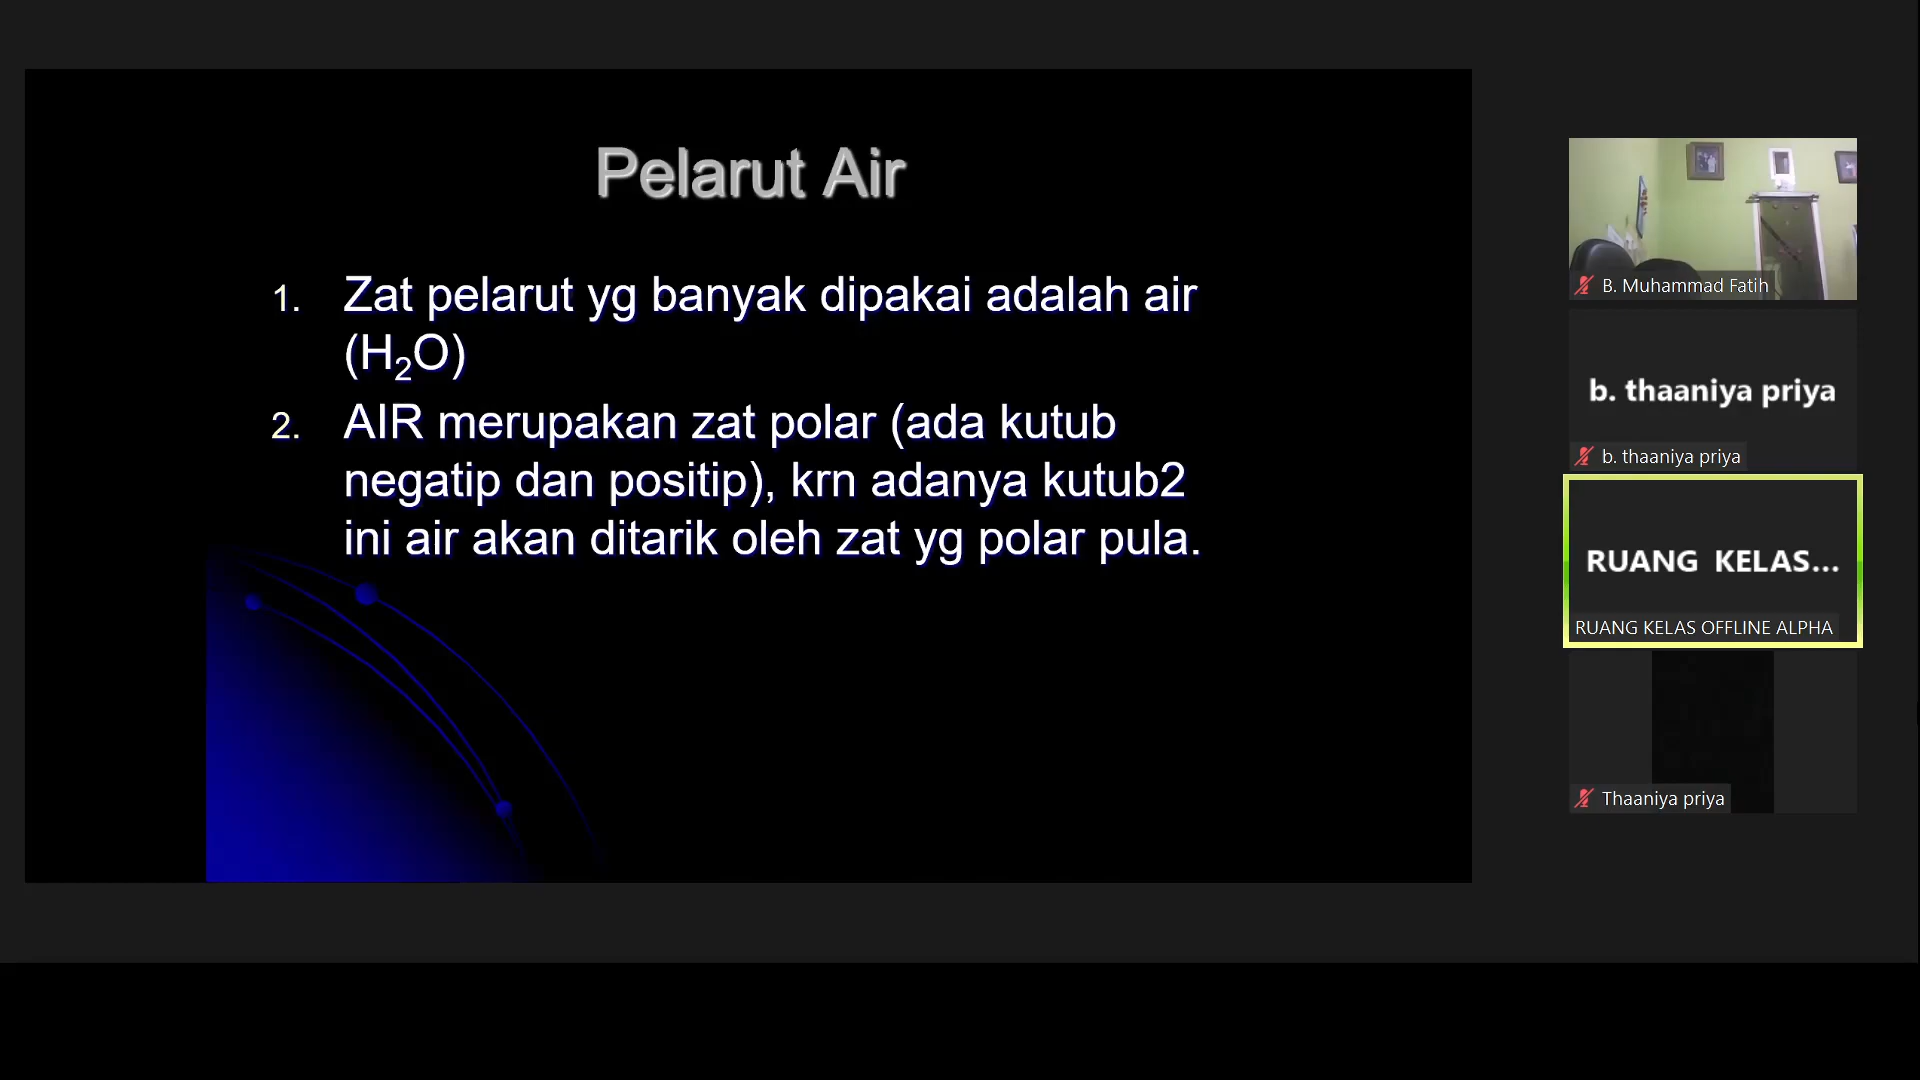 Pelarut Air
1. Zat pelarut yg banyak dipakai adalah air
(H₂O)
2. AIR merupakan zat polar (ada kutub
negatip dan positip), krn adanya kutub2
ini air akan ditarik oleh zat yg polar pula.
B. Muhammad Fatih
b. thaaniya priya
b. thaaniya priya
RUANG KELAS...
RUANG KELAS OFFLINE ALPHA
Thaaniya priya